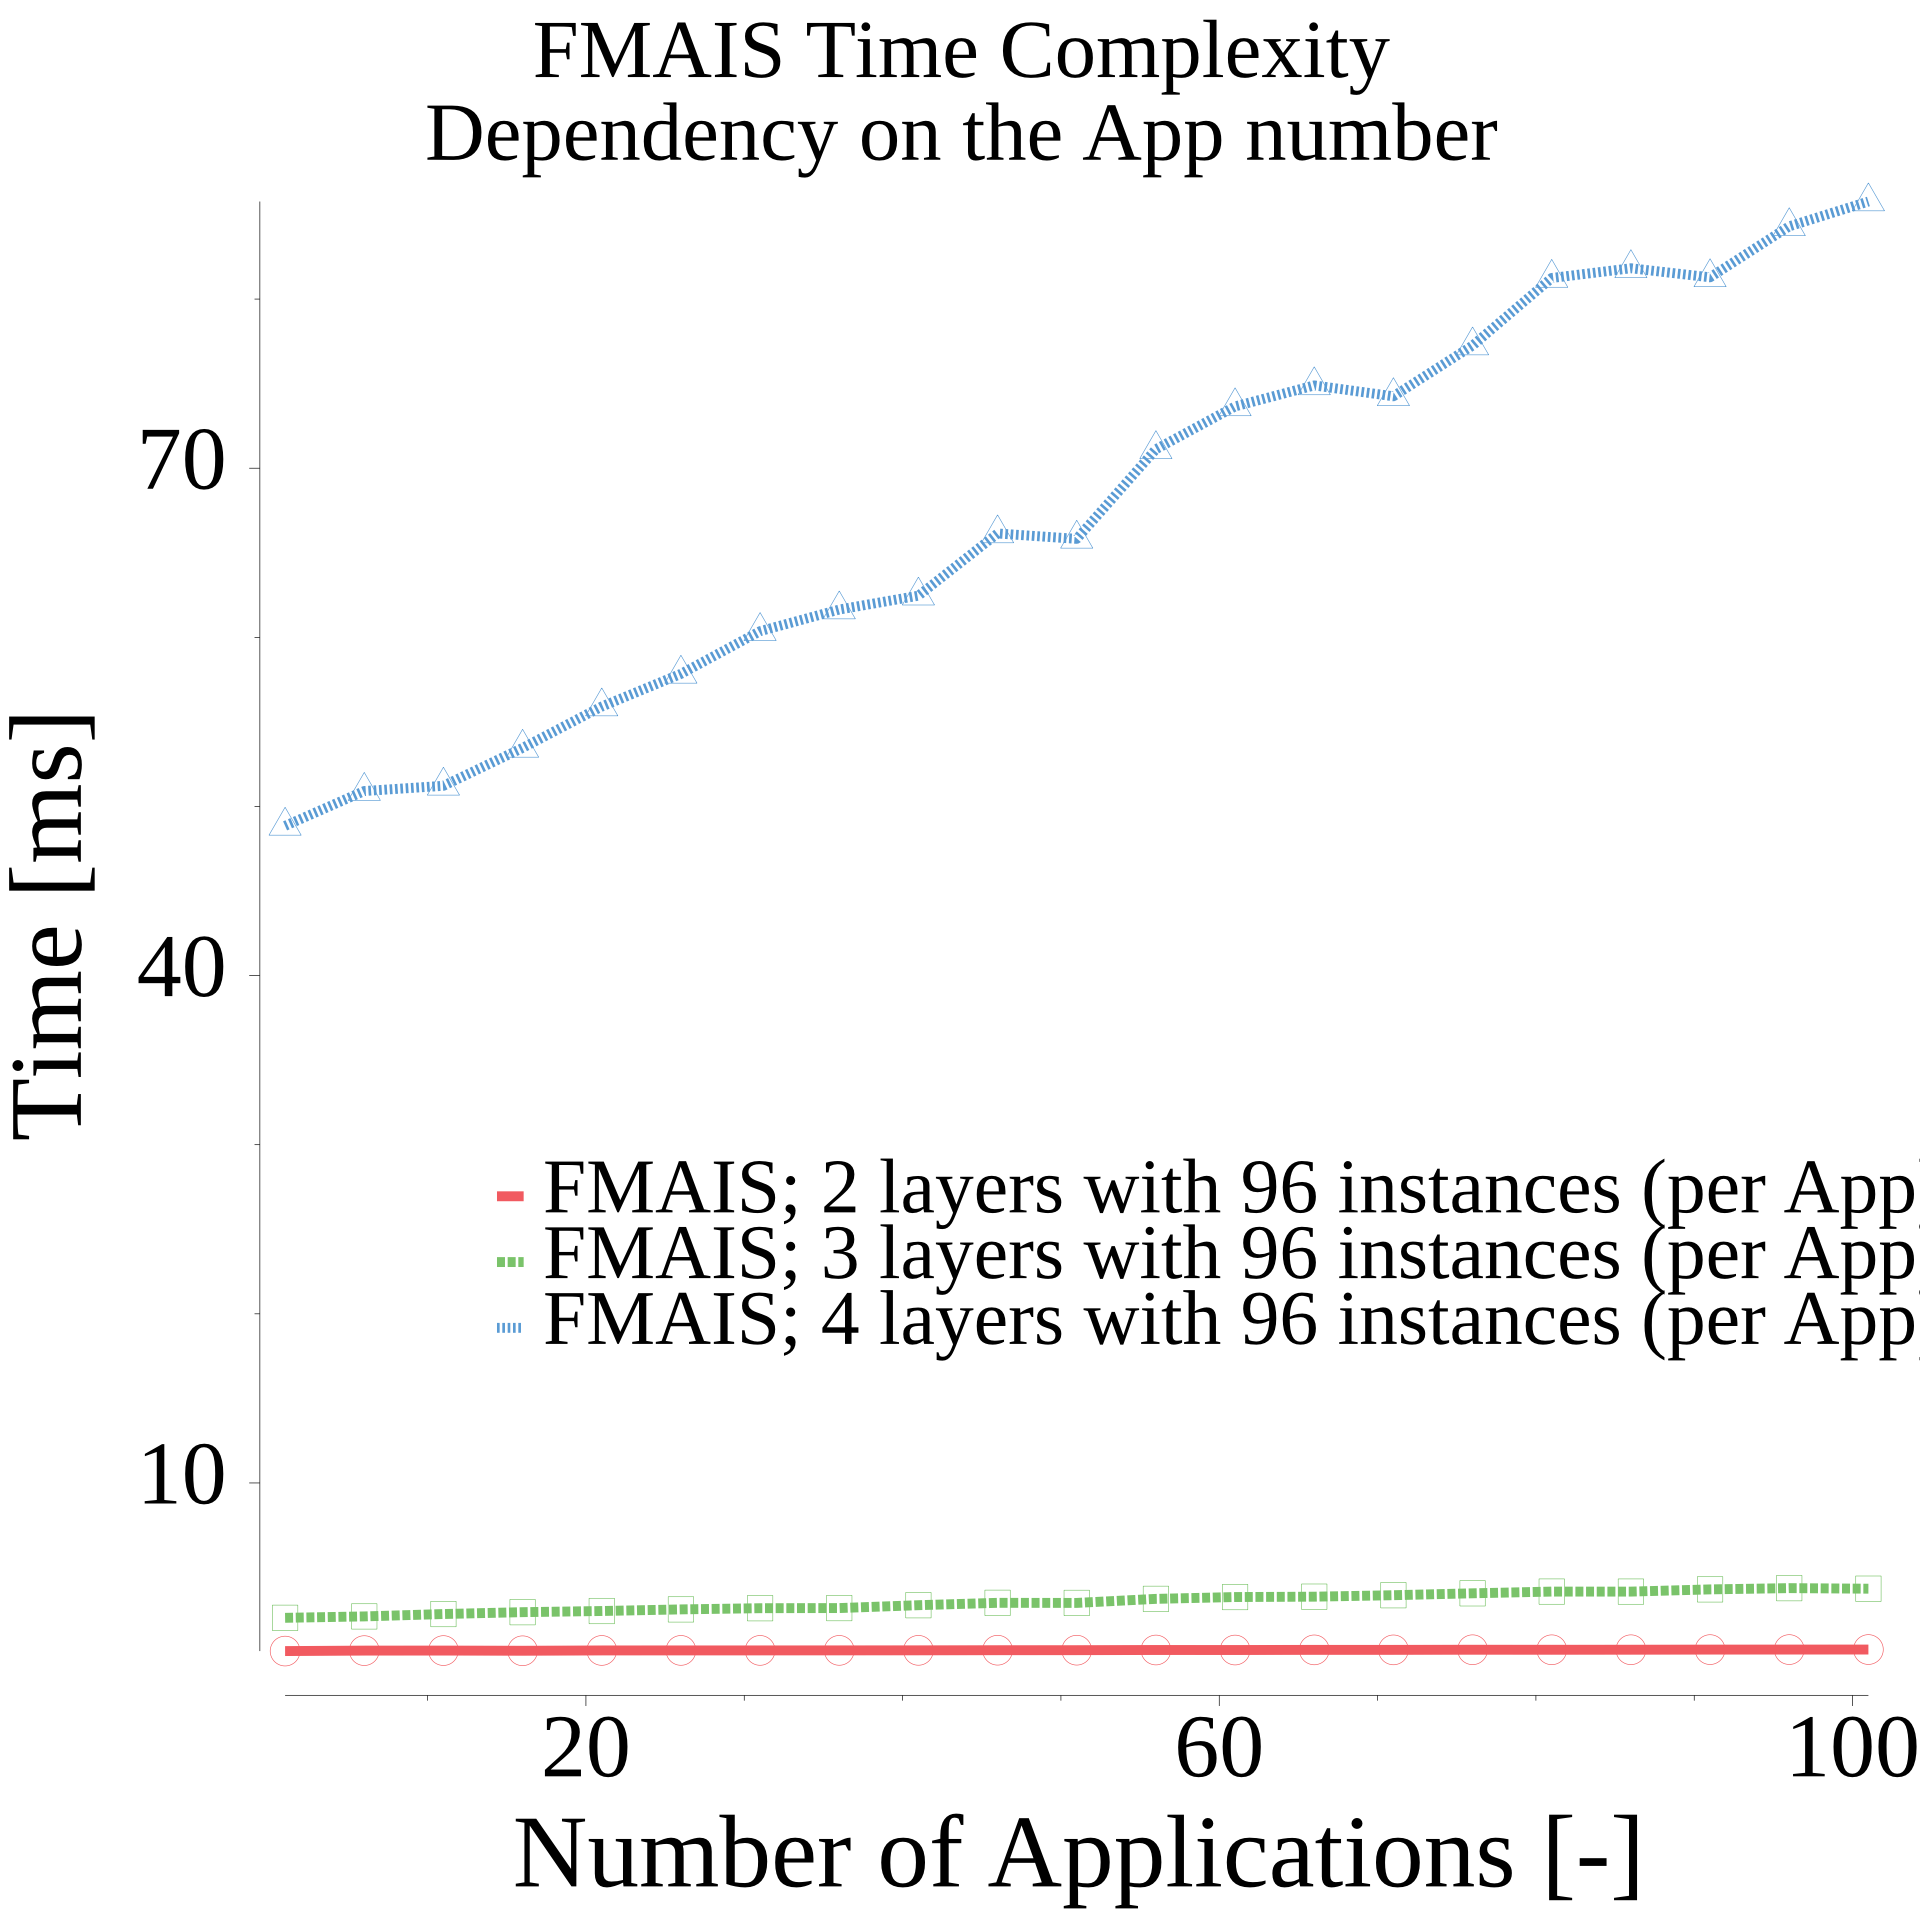 FMAIS Time Complexity
Dependency on the App number
70
40
10
Time [ms]
FMAIS; 2 layers with 96 instances (per App
FMAIS; 3 layers with 96 instances (per App
FMAIS; 4 layers with 96 instances (per App
20
60
100
Number of Applications [-]